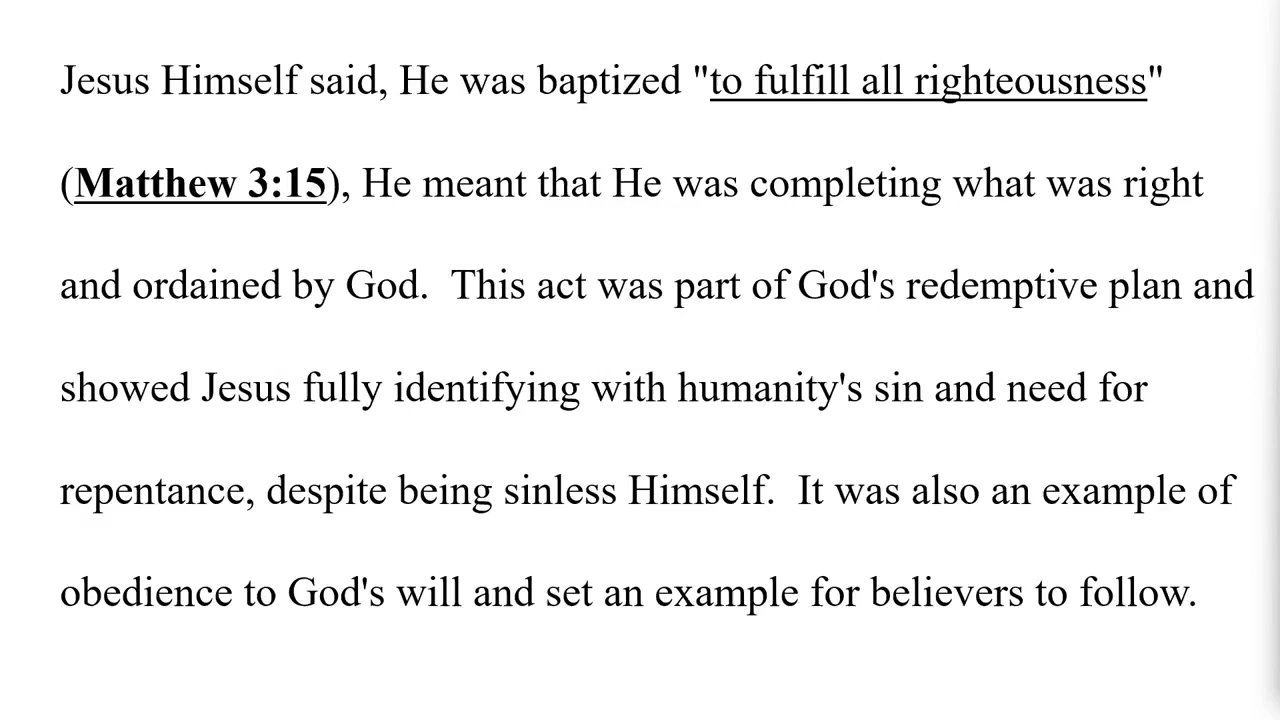 Jesus Himself said, He was baptized "to fulfill all righteousness"
(Matthew 3:15), He meant that He was completing what was right
and ordained by God.  This act was part of God's redemptive plan and
showed Jesus fully identifying with humanity's sin and need for
repentance, despite being sinless Himself.  It was also an example of
obedience to God's will and set an example for believers to follow.